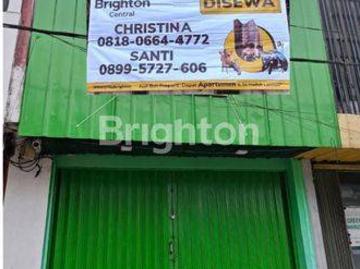 Brighton
Central
DISEWA
CHRISTINA
0818-0664-4772
SANTI
0899-5727-606
Brighton